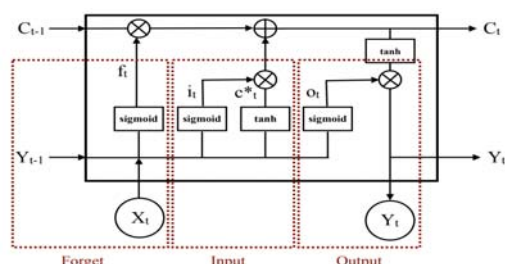 Cₜ₋₁ Cₜ
tanh
fₜ iₜ c*ₜ oₜ
sigmoid sigmoid tanh sigmoid
Yₜ₋₁ Yₜ
Xₜ Yₜ
Forget Input Output